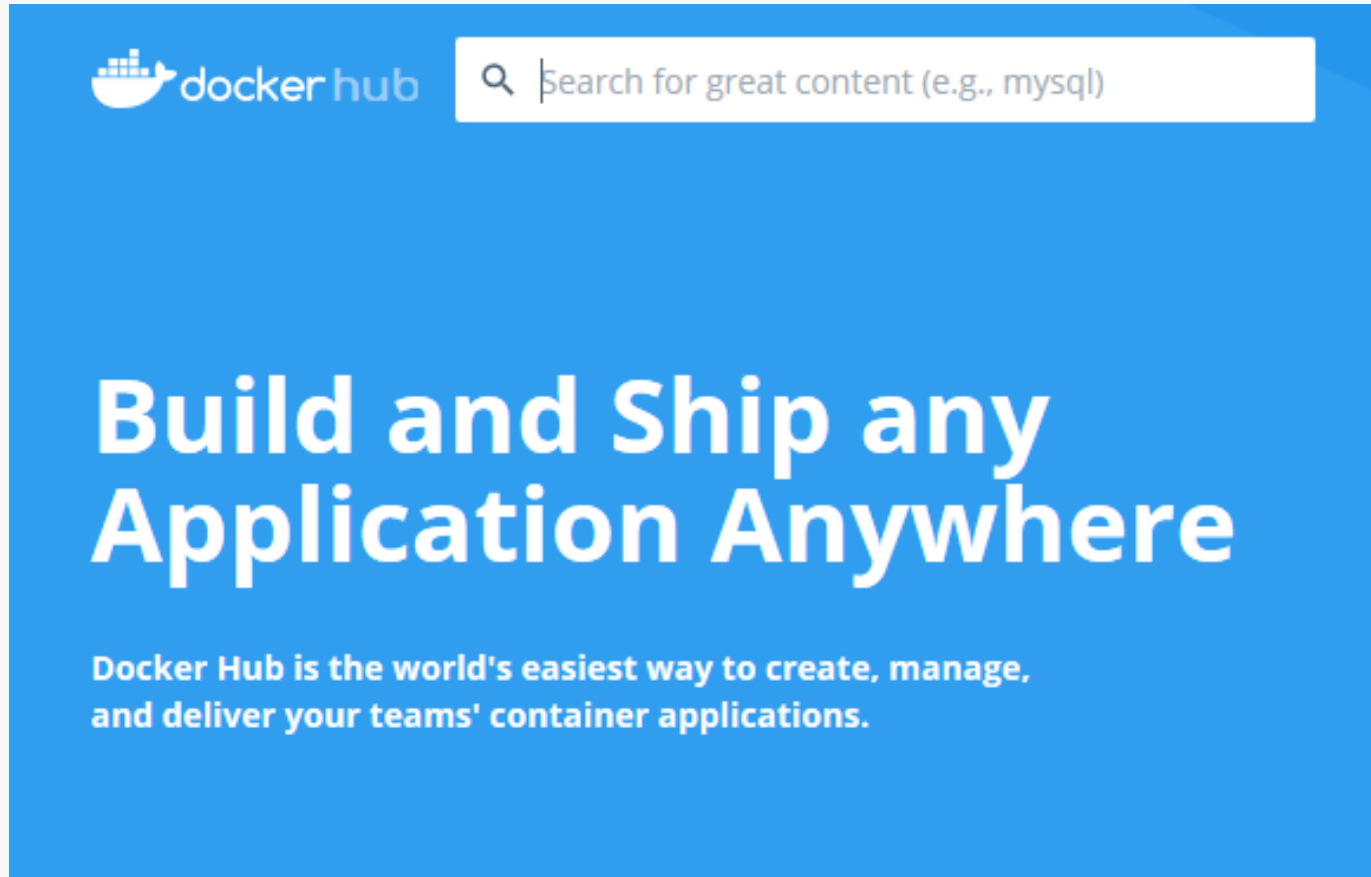 docker hub
Search for great content (e.g., mysql)
Build and Ship any
Application Anywhere
Docker Hub is the world's easiest way to create, manage,
and deliver your teams' container applications.